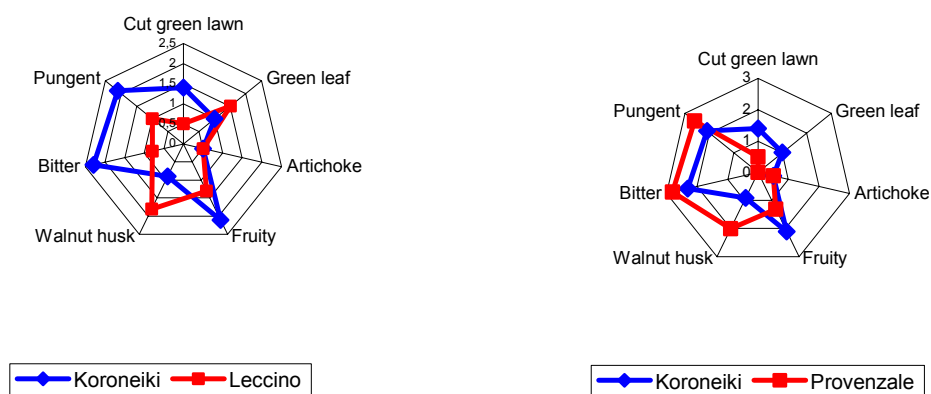 Cut green lawn
2,5
2
1,5
1
0,5
0
Pungent
Green leaf
Bitter
Artichoke
Walnut husk
Fruity
Koroneiki
Leccino
Cut green lawn
3
2
1
0
Pungent
Green leaf
Bitter
Artichoke
Walnut husk
Fruity
Koroneiki
Provenzale